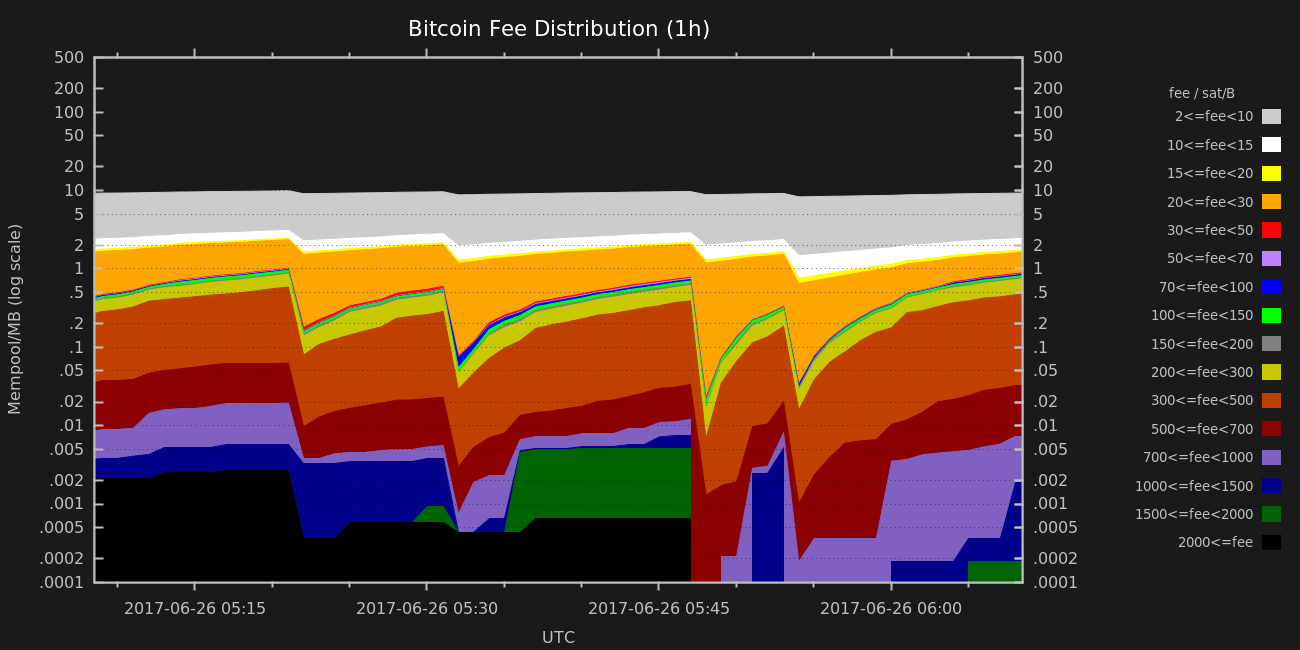 Bitcoin Fee Distribution (1h)
500 500
200 200
100 100
50 50
20 20
10 10
5 5
2 2
1 1
.5 .5
.2 .2
.1 .1
.05 .05
.02 .02
.01 .01
.005 .005
.002 .002
.001 .001
.0005 .0005
.0002 .0002
.0001 .0001
Mempool/MB (log scale)
2017-06-26 05:15 2017-06-26 05:30 2017-06-26 05:45 2017-06-26 06:00
UTC
fee / sat/B
2<=fee<10
10<=fee<15
15<=fee<20
20<=fee<30
30<=fee<50
50<=fee<70
70<=fee<100
100<=fee<150
150<=fee<200
200<=fee<300
300<=fee<500
500<=fee<700
700<=fee<1000
1000<=fee<1500
1500<=fee<2000
2000<=fee